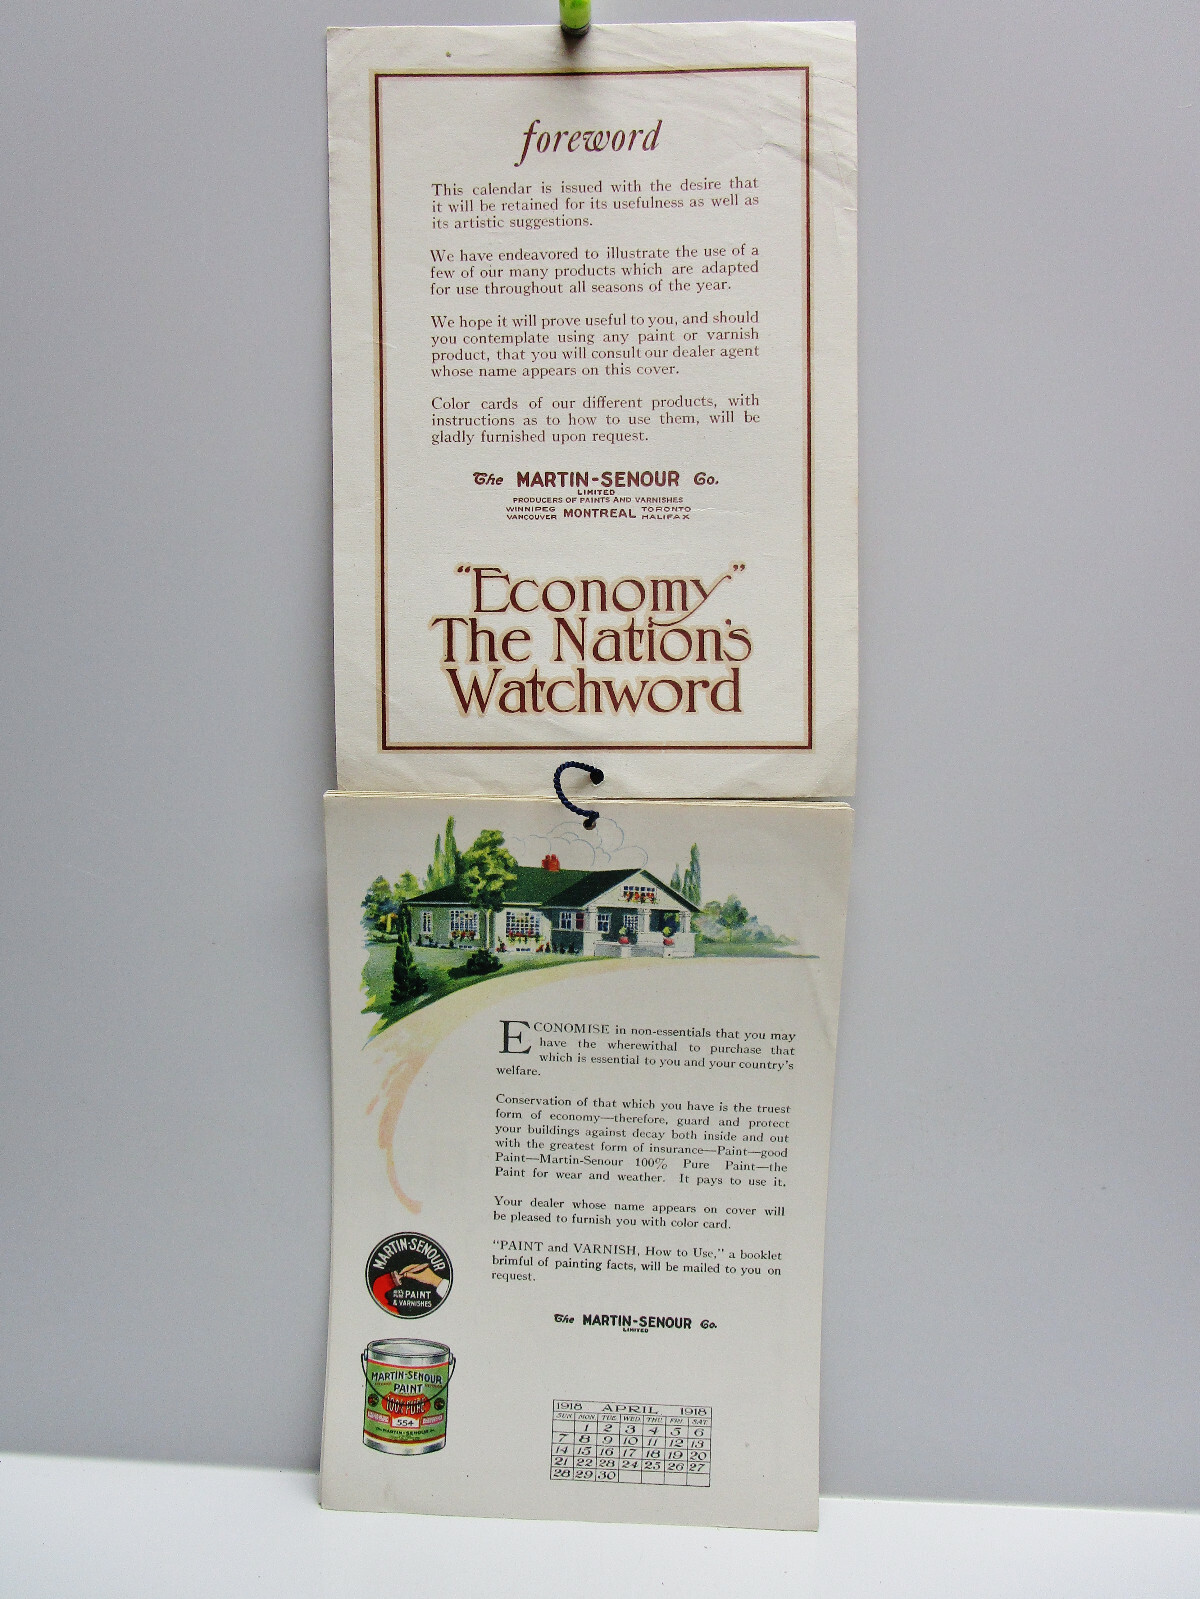 foreword
This calendar is issued with the desire that
it will be retained for its usefulness as well as
its artistic suggestions.
We have endeavored to illustrate the use of a
few of our many products which are adapted
for use throughout all seasons of the year.
We hope it will prove useful to you, and should
you contemplate using any paint or varnish
product, that you will consult our dealer agent
whose name appears on this cover.
Color cards of our different products, with
instructions as to how to use them, will be
gladly furnished upon request.
The MARTIN-SENOUR Co.
LIMITED
PRODUCERS OF PAINTS AND VARNISHES
WINNIPEG MONTREAL TORONTO
VANCOUVER HALIFAX
"Economy"
The Nation's
Watchword
ECONOMISE in non-essentials that you may
have the wherewithal to purchase that
which is essential to you and your country's
welfare.
Conservation of that which you have is the truest
form of economy—therefore, guard and protect
your buildings against decay both inside and out
with the greatest form of insurance—Paint—good
Paint—Martin-Senour 100% Pure Paint—the
Paint for wear and weather. It pays to use it.
Your dealer whose name appears on cover will
be pleased to furnish you with color card.
"PAINT and VARNISH, How to Use," a booklet
brimful of painting facts, will be mailed to you on
request.
The MARTIN-SENOUR Co.
LIMITED
MARTIN-SENOUR
100% PURE PAINT
& VARNISHES
MARTIN-SENOUR
PAINT
100% PURE
554
The MARTIN-SENOUR Co.
1918 APRIL 1918
SUN MON TUE WED THU FRI SAT
1 2 3 4 5 6
7 8 9 10 11 12 13
14 15 16 17 18 19 20
21 22 23 24 25 26 27
28 29 30